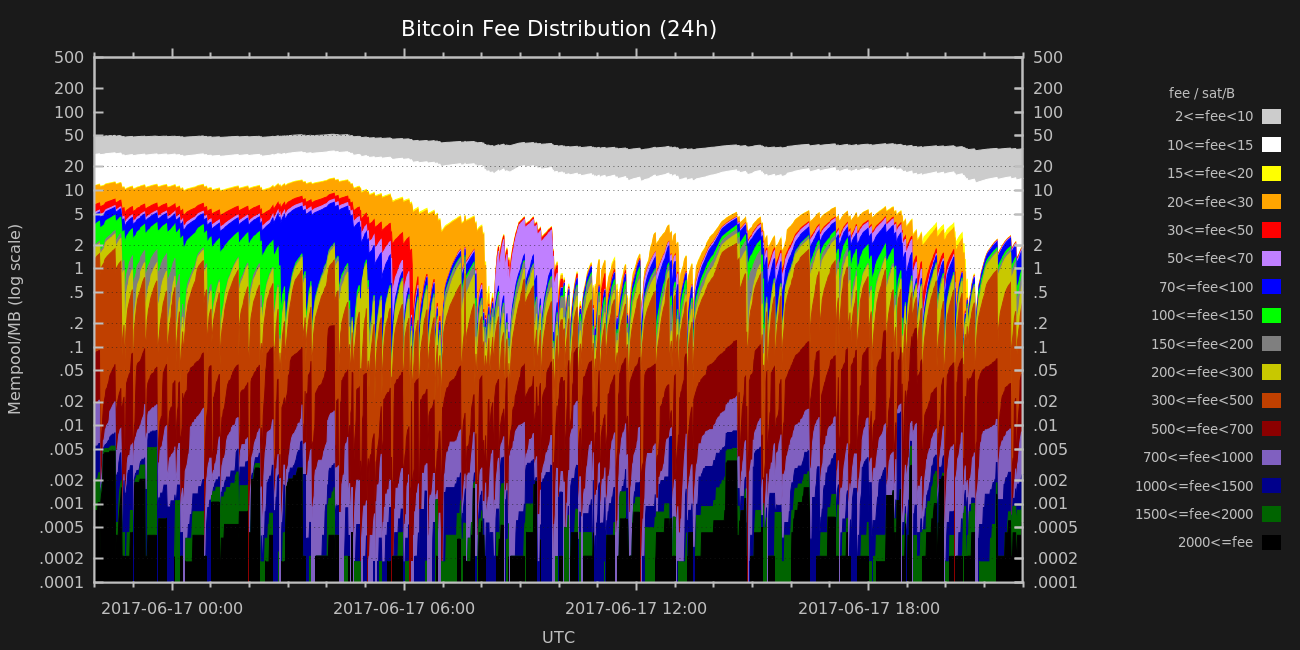 Bitcoin Fee Distribution (24h)
Mempool/MB (log scale)
500
200
100
50
20
10
5
2
1
.5
.2
.1
.05
.02
.01
.005
.002
.001
.0005
.0002
.0001
500
200
100
50
20
10
5
2
1
.5
.2
.1
.05
.02
.01
.005
.002
.001
.0005
.0002
.0001
2017-06-17 00:00
2017-06-17 06:00
2017-06-17 12:00
2017-06-17 18:00
UTC
fee / sat/B
2<=fee<10
10<=fee<15
15<=fee<20
20<=fee<30
30<=fee<50
50<=fee<70
70<=fee<100
100<=fee<150
150<=fee<200
200<=fee<300
300<=fee<500
500<=fee<700
700<=fee<1000
1000<=fee<1500
1500<=fee<2000
2000<=fee